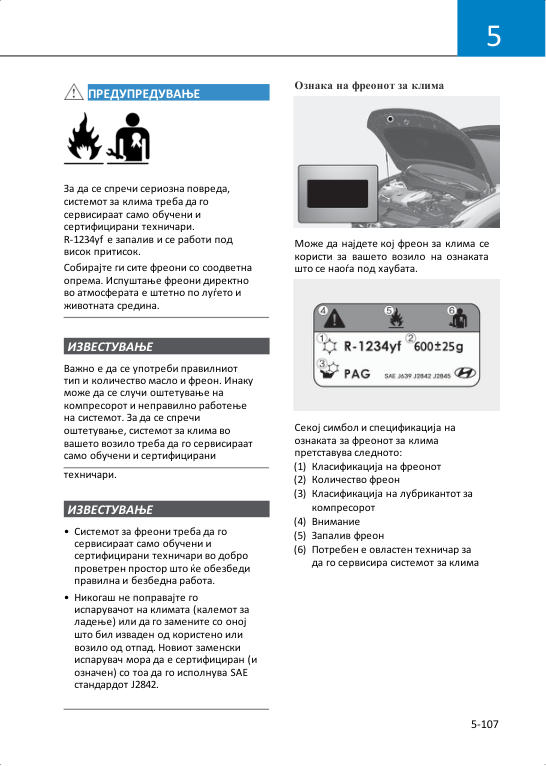 5
ПРЕДУПРЕДУВАЊЕ
За да се спречи сериозна повреда,
системот за клима треба да го
сервисираат само обучени и
сертифицирани техничари.
R-1234yf е запалив и се работи под
висок притисок.
Собирајте ги сите фреони со соодветна
опрема. Испуштање фреони директно
во атмосферата е штетно по луѓето и
животната средина.
ИЗВЕСТУВАЊЕ
Важно е да се употреби правилниот
тип и количество масло и фреон. Инаку
може да се случи оштетување на
компресорот и неправилно работење
на системот. За да се спречи
оштетување, системот за клима во
вашето возило треба да го сервисираат
само обучени и сертифицирани
техничари.
ИЗВЕСТУВАЊЕ
• Системот за фреони треба да го
сервисираат само обучени и
сертифицирани техничари во добро
проветрен простор што ќе обезбеди
правилна и безбедна работа.
• Никогаш не поправајте го
испарувачот на климата (калемот за
ладење) или да го замените со оној
што бил изваден од користено или
возило од отпад. Новиот заменски
испарувач мора да е сертифициран (и
означен) со тоа да го исполнува SAE
стандардот J2842.
Ознака на фреонот за клима
Може да најдете кој фреон за клима се
користи за вашето возило на ознаката
што се наоѓа под хаубата.
4 5 6
1 R-1234yf 2 600±25g
3 PAG SAE J639 J2842 J2845
Секој симбол и спецификација на
ознаката за фреонот за клима
претставува следното:
(1) Класификација на фреонот
(2) Количество фреон
(3) Класификација на лубрикантот за
компресорот
(4) Внимание
(5) Запалив фреон
(6) Потребен е овластен техничар за
да го сервисира системот за клима
5-107